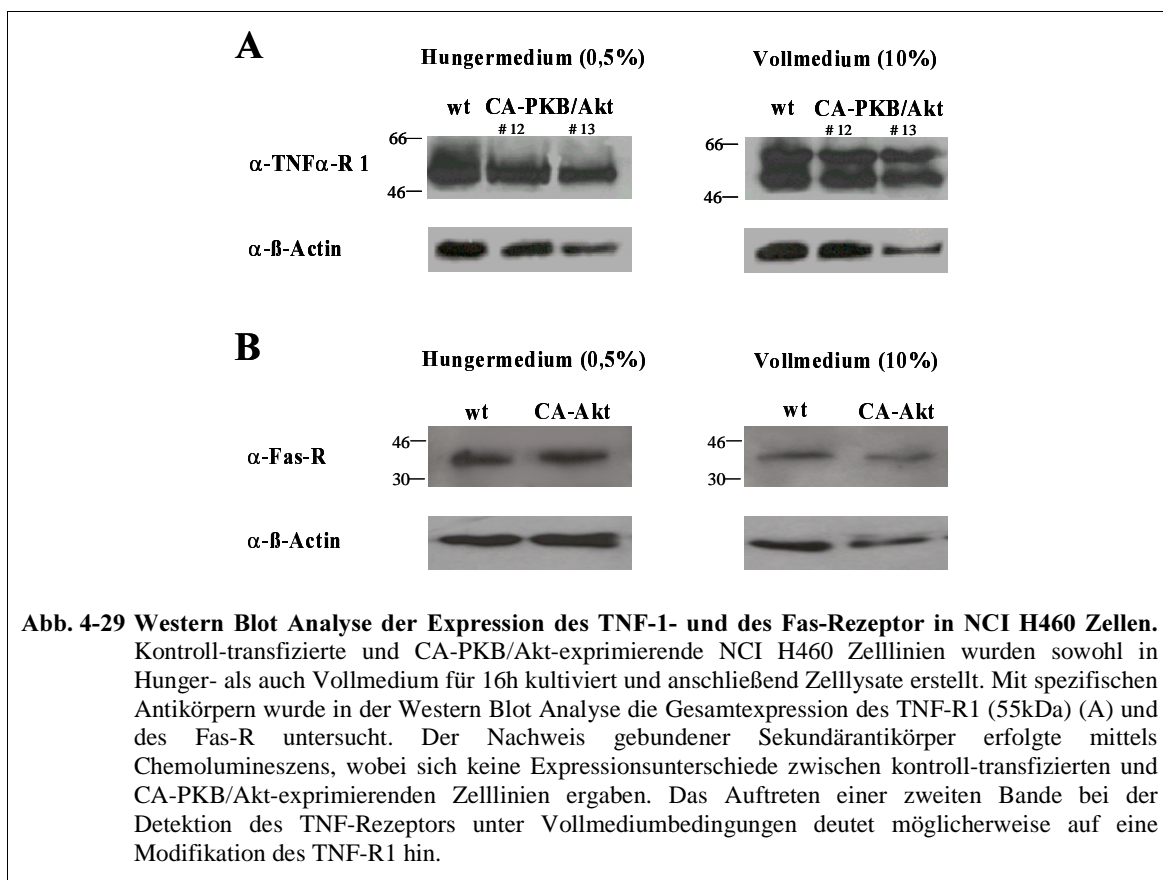 A
Hungermedium (0,5%) Vollmedium (10%)
wt CA-PKB/Akt wt CA-PKB/Akt
# 12 # 13 # 12 # 13
66 66
α-TNFα-R 1
46 46
α-ß-Actin
B
Hungermedium (0,5%) Vollmedium (10%)
wt CA-Akt wt CA-Akt
46 46
α-Fas-R
30 30
α-ß-Actin
Abb. 4-29 Western Blot Analyse der Expression des TNF-1- und des Fas-Rezeptor in NCI H460 Zellen.
Kontroll-transfizierte und CA-PKB/Akt-exprimierende NCI H460 Zelllinien wurden sowohl in
Hunger- als auch Vollmedium für 16h kultiviert und anschließend Zelllysate erstellt. Mit spezifischen
Antikörpern wurde in der Western Blot Analyse die Gesamtexpression des TNF-R1 (55kDa) (A) und
des Fas-R untersucht. Der Nachweis gebundener Sekundärantikörper erfolgte mittels
Chemolumineszens, wobei sich keine Expressionsunterschiede zwischen kontroll-transfizierten und
CA-PKB/Akt-exprimierenden Zelllinien ergaben. Das Auftreten einer zweiten Bande bei der
Detektion des TNF-Rezeptors unter Vollmediumbedingungen deutet möglicherweise auf eine
Modifikation des TNF-R1 hin.